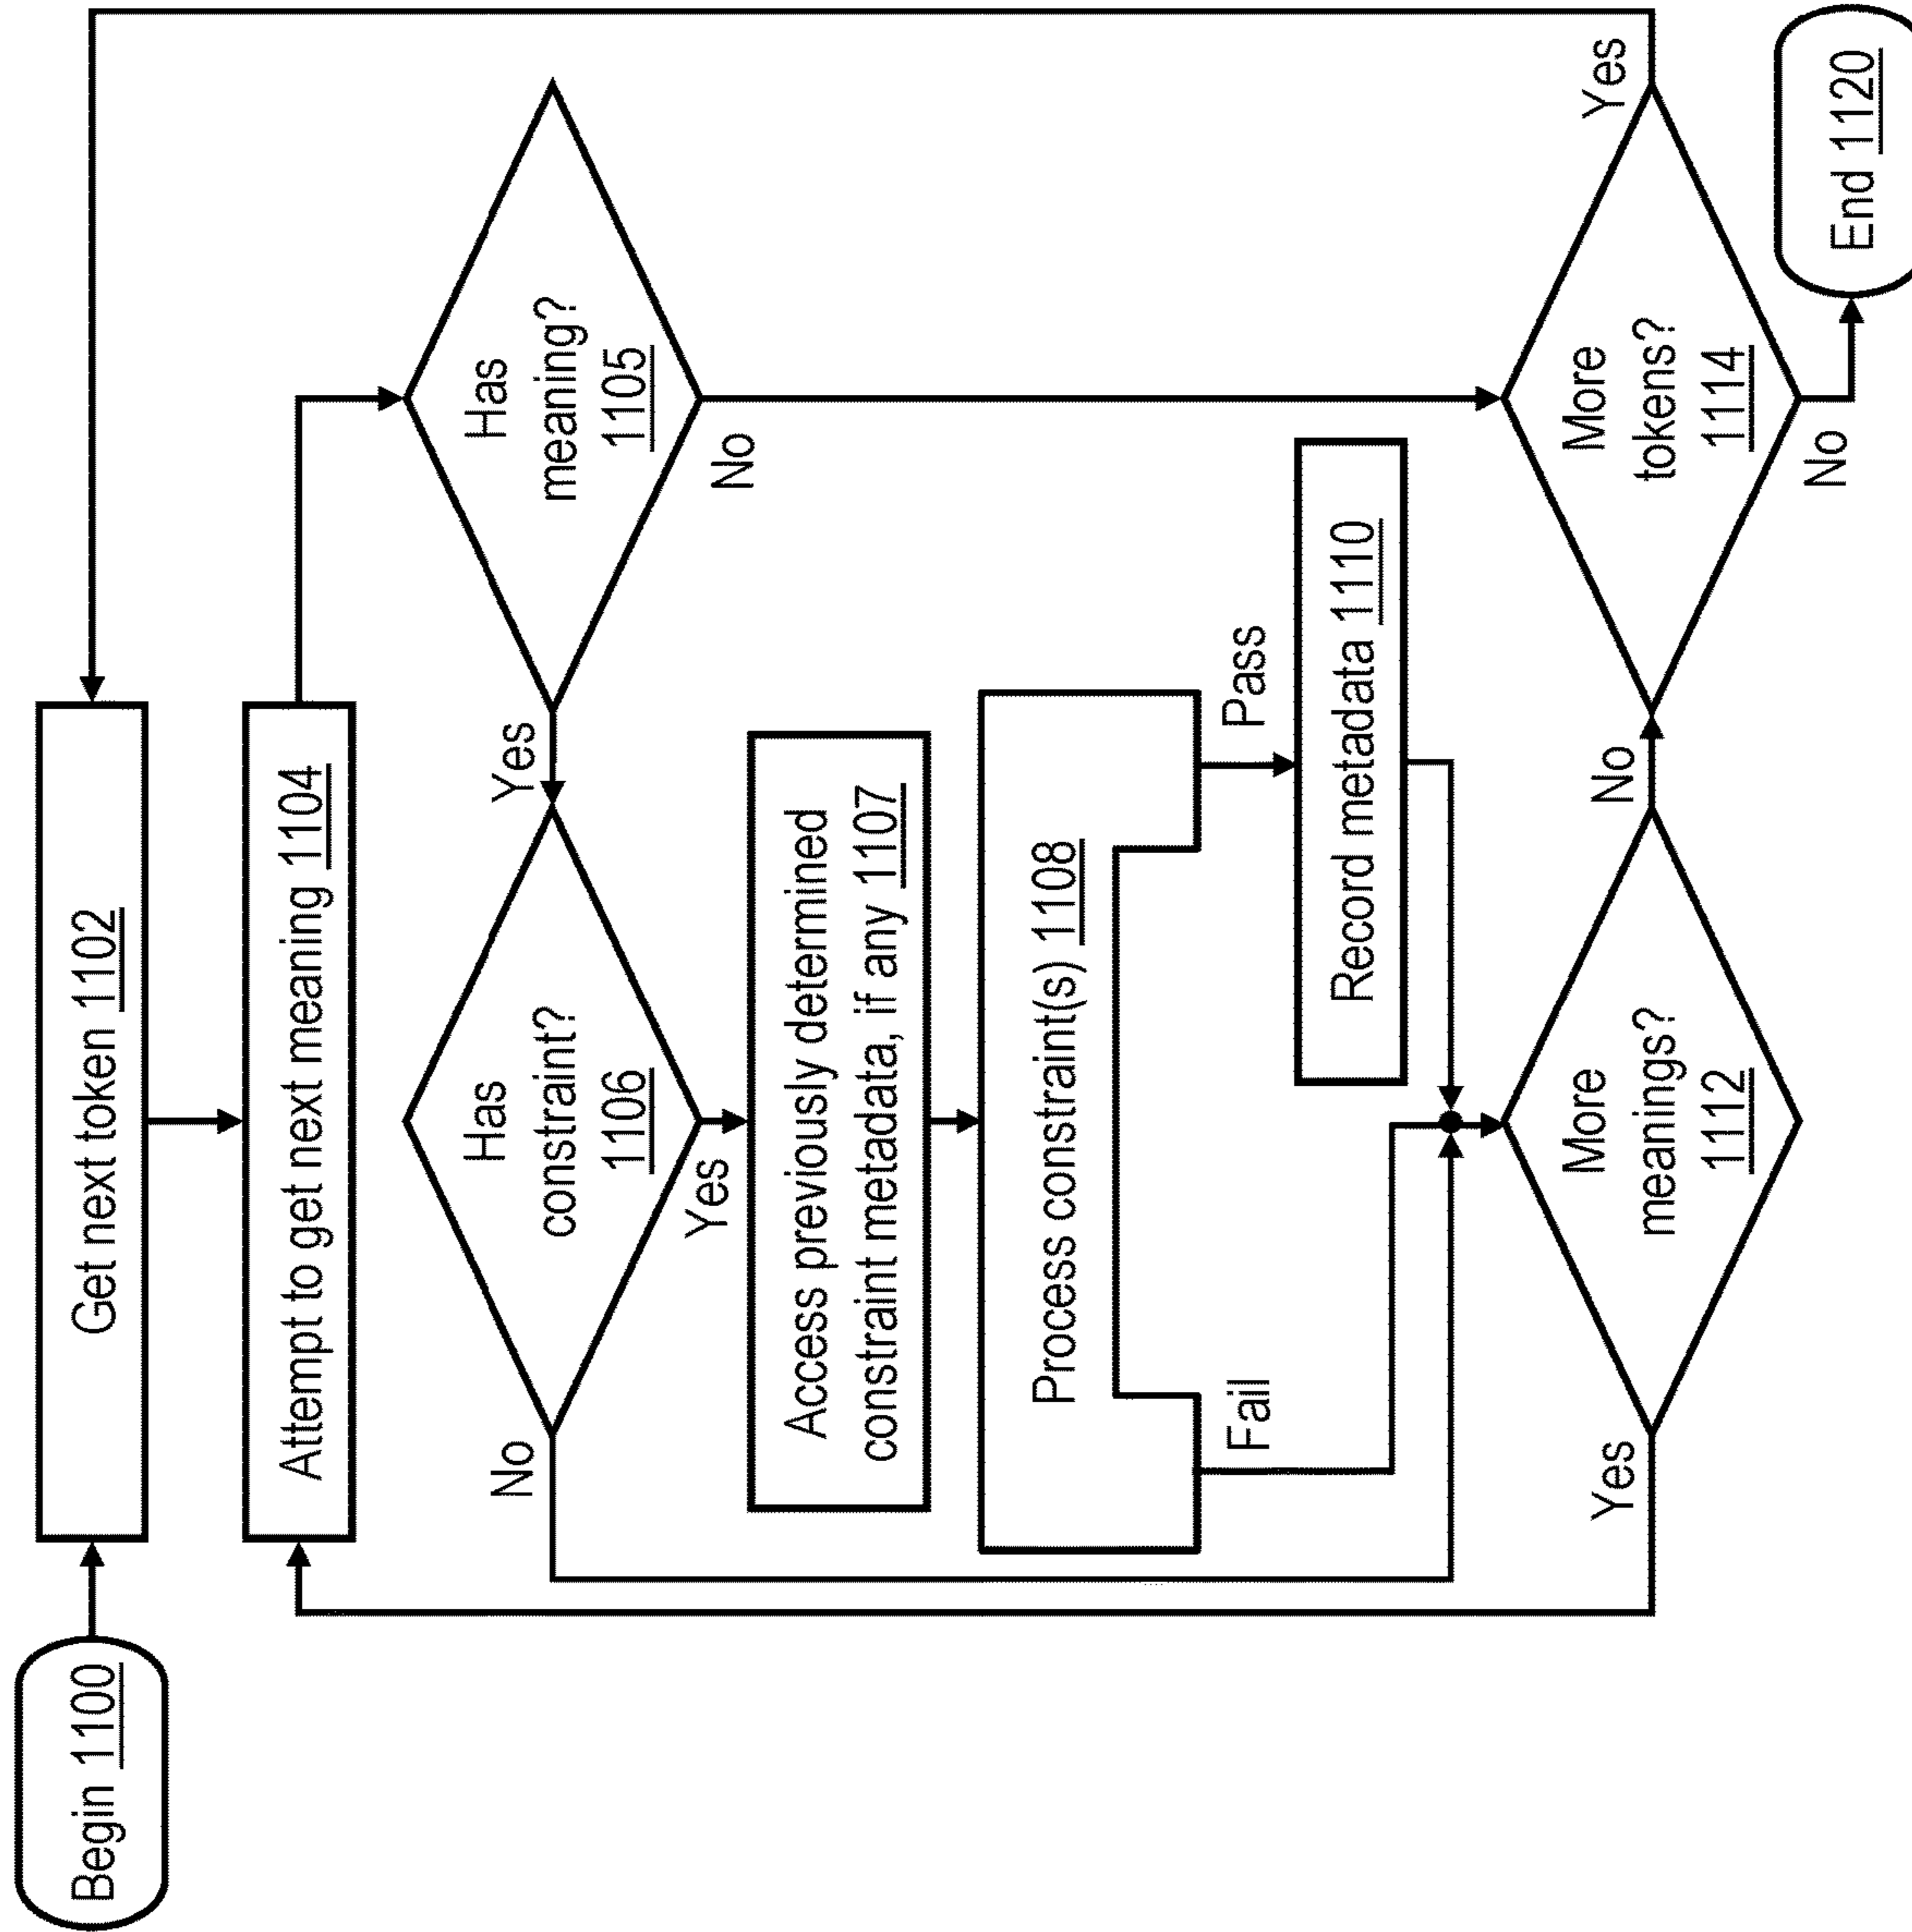 Begin 1100
Get next token 1102
Attempt to get next meaning 1104
Has
meaning?
1105
Yes
No
Has
constraint?
1106
No
Yes
Access previously determined
constraint metadata, if any 1107
Process constraint(s) 1108
Fail
Pass
Record metadata 1110
More
meanings?
1112
Yes
No
More
tokens?
1114
Yes
No
End 1120